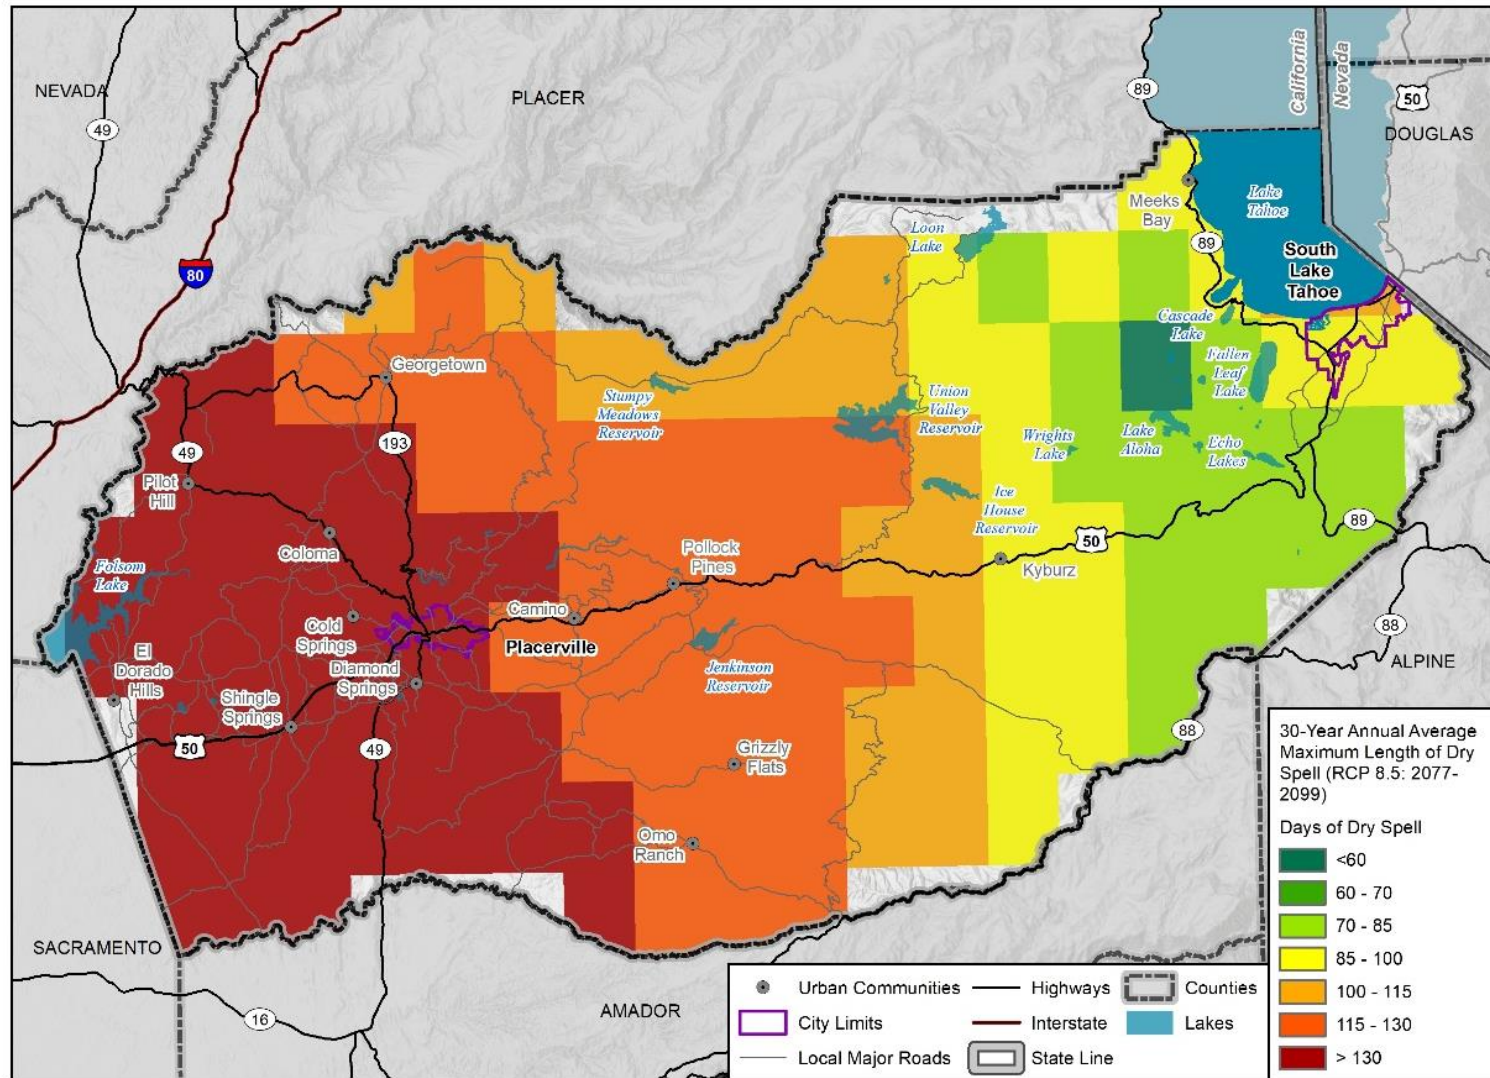 NEVADA
49
80
PLACER
89
California
Nevada
50
DOUGLAS
Meeks
Bay
Lake
Tahoe
89
South
Lake
Tahoe
Loon
Lake
Cascade
Lake
Fallen
Leaf
Lake
Georgetown
Stumpy
Meadows
Reservoir
Union
Valley
Reservoir
Wrights
Lake
Lake
Aloha
Echo
Lakes
49
193
Pilot
Hill
Ice
House
Reservoir
50
89
Coloma
Folsom
Lake
Pollock
Pines
Kyburz
Camino
Cold
Springs
Placerville
88
El
Dorado
Hills
Diamond
Springs
Jenkinson
Reservoir
ALPINE
Shingle
Springs
50
49
Grizzly
Flats
88
Omo
Ranch
SACRAMENTO
16
AMADOR
30-Year Annual Average
Maximum Length of Dry
Spell (RCP 8.5: 2077-
2099)
Days of Dry Spell
<60
60 - 70
70 - 85
85 - 100
100 - 115
115 - 130
> 130
Urban Communities
Highways
Counties
City Limits
Interstate
Lakes
Local Major Roads
State Line